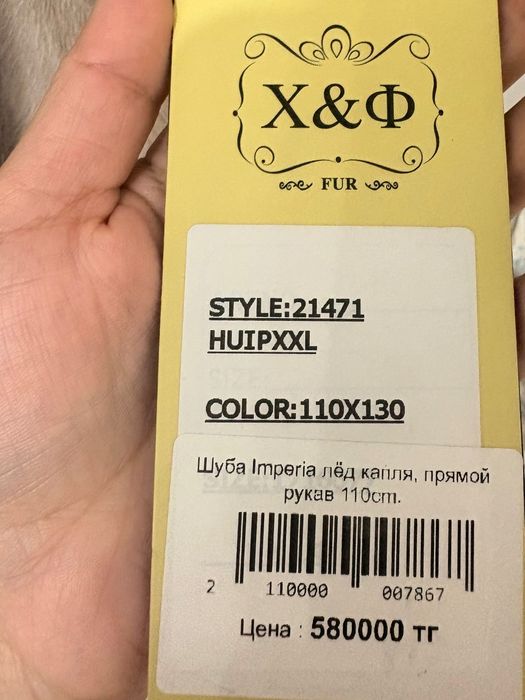 Х&Ф
FUR
STYLE:21471
HUIPXXL
COLOR:110X130
Шуба Imperia лёд капля, прямой
рукав 110cm.
2 110000 007867
Цена : 580000 тг